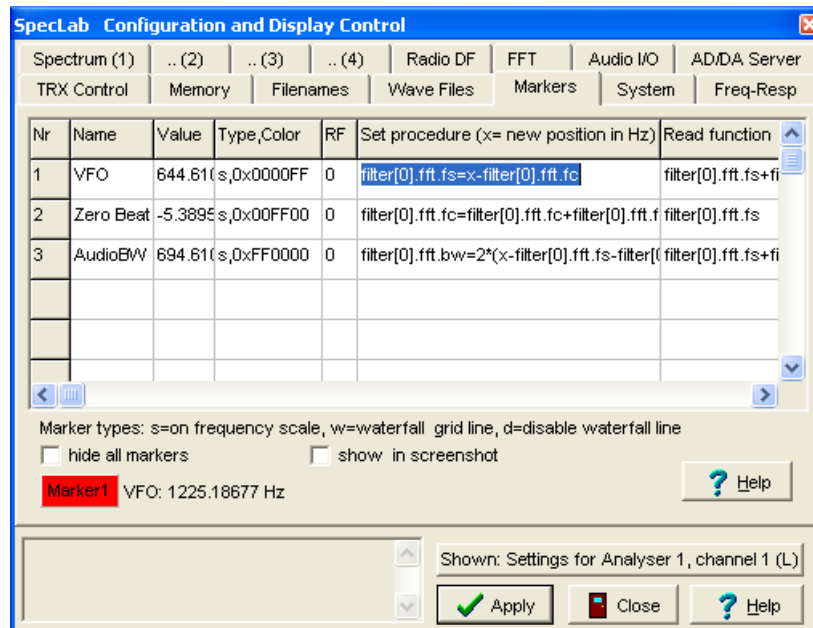 SpecLab Configuration and Display Control
Spectrum (1) .. (2) .. (3) .. (4) Radio DF FFT Audio I/O AD/DA Server
TRX Control Memory Filenames Wave Files Markers System Freq-Resp
Nr Name Value Type,Color RF Set procedure (x= new position in Hz) Read function
1 VFO 644.61( s,0x0000FF 0 filter[0].fft.fs=x-filter[0].fft.fc filter[0].fft.fs+fi
2 Zero Beat -5.3895 s,0x00FF00 0 filter[0].fft.fc=filter[0].fft.fc+filter[0].fft.f filter[0].fft.fs
3 AudioBW 694.61( s,0xFF0000 0 filter[0].fft.bw=2*(x-filter[0].fft.fs-filter[( filter[0].fft.fs+fi
Marker types: s=on frequency scale, w=waterfall grid line, d=disable waterfall line
hide all markers show in screenshot
Marker1 VFO: 1225.18677 Hz ? Help
Shown: Settings for Analyser 1, channel 1 (L)
Apply Close ? Help